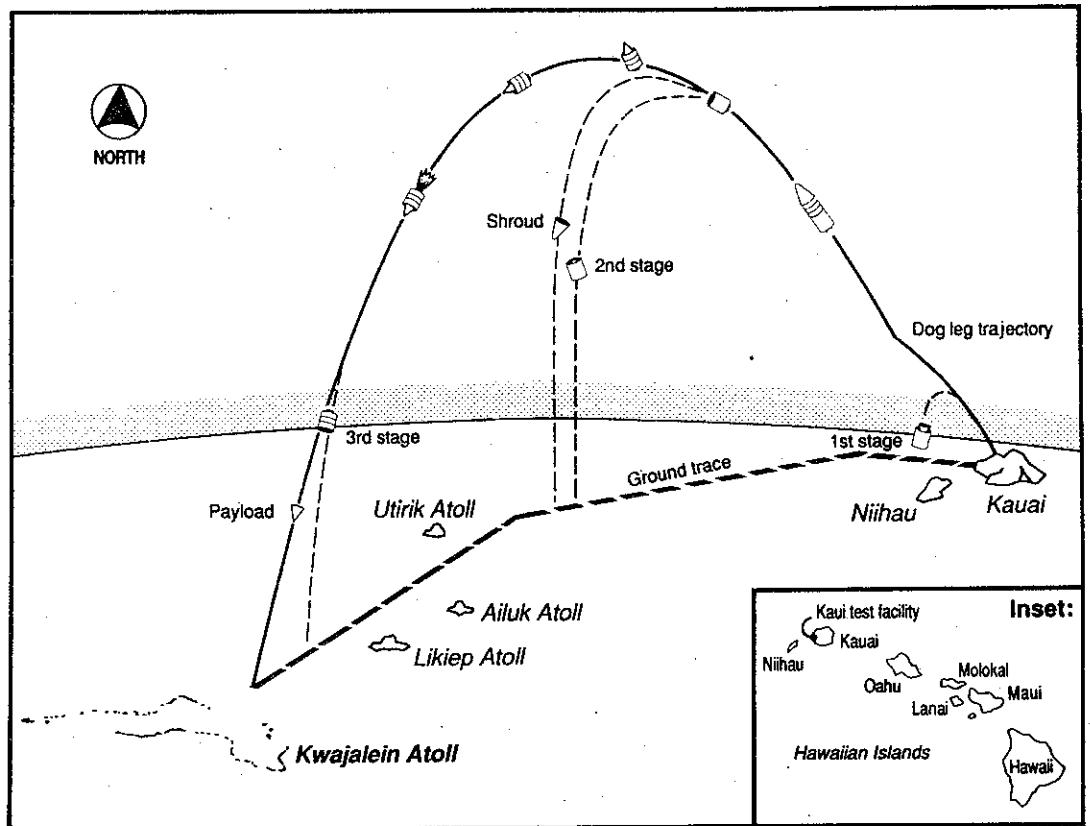 NORTH
Shroud
2nd stage
Dog leg trajectory
3rd stage
1st stage
Ground trace
Payload
Utirik Atoll
Niihau
Kauai
Ailuk Atoll
Likiep Atoll
Kwajalein Atoll
Inset:
Kaui test facility
Kauai
Niihau
Oahu
Molokal
Maui
Lanai
Hawaiian Islands
Hawaii